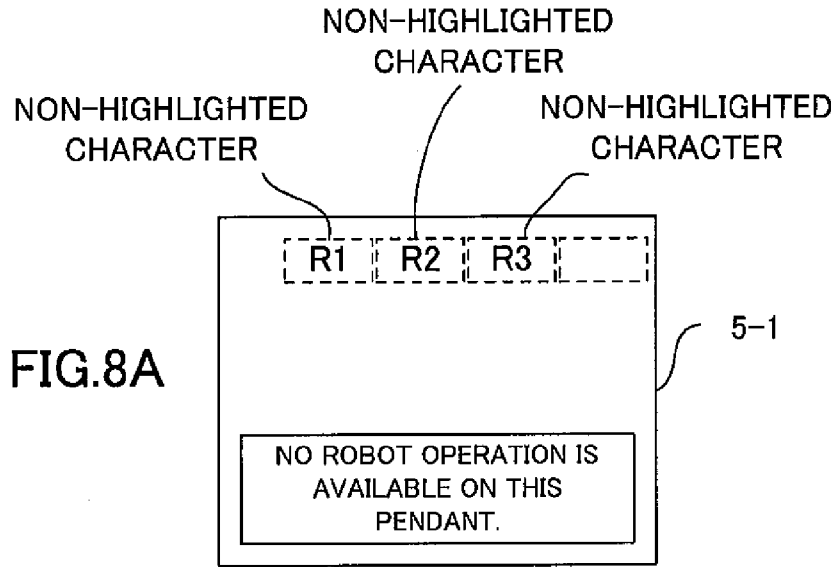 NON-HIGHLIGHTED
CHARACTER
NON-HIGHLIGHTED
CHARACTER
NON-HIGHLIGHTED
CHARACTER
R1 R2 R3
5-1
FIG.8A
NO ROBOT OPERATION IS
AVAILABLE ON THIS
PENDANT.